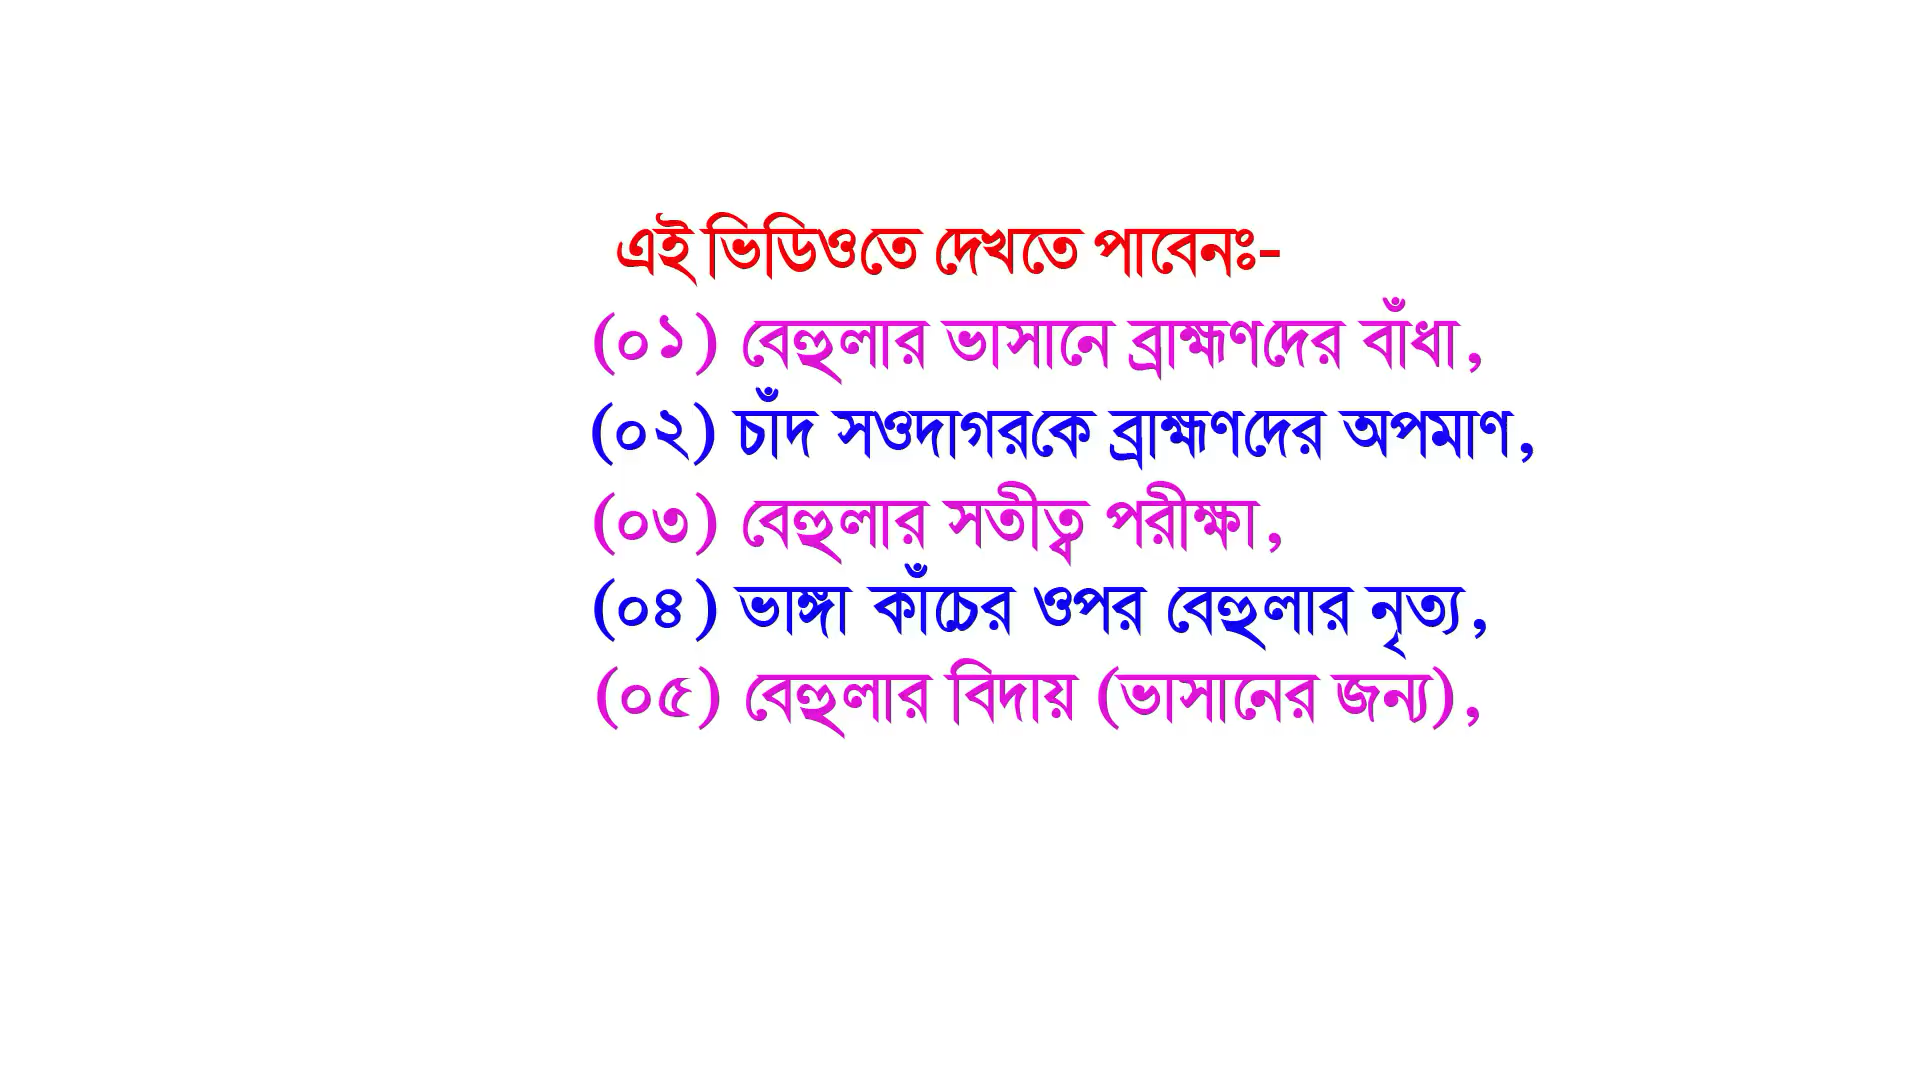 এই ভিডিওতে দেখতে পাবেনঃ-
(০১) বেহুলার ভাসানে ব্রাহ্মণদের বাঁধা,
(০২) চাঁদ সওদাগরকে ব্রাহ্মণদের অপমাণ,
(০৩) বেহুলার সতীত্ব পরীক্ষা,
(০৪) ভাঙ্গা কাঁচের ওপর বেহুলার নৃত্য,
(০৫) বেহুলার বিদায় (ভাসানের জন্য),